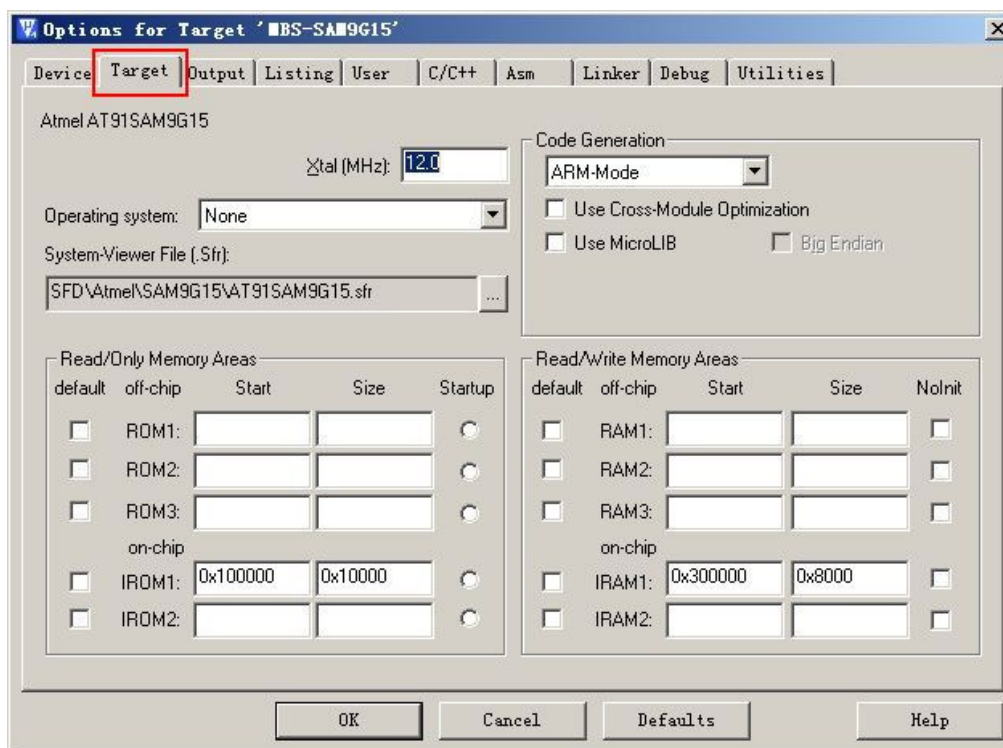 Options for Target 'MBS-SAM9G15'
Device Target Output Listing User C/C++ Asm Linker Debug Utilities
Atmel AT91SAM9G15
Xtal (MHz): 12.0
Operating system: None
System-Viewer File (.Sfr):
SFD\Atmel\SAM9G15\AT91SAM9G15.sfr ...
Code Generation
ARM-Mode
Use Cross-Module Optimization
Use MicroLIB Big Endian
Read/Only Memory Areas
default off-chip Start Size Startup
ROM1:
ROM2:
ROM3:
on-chip
IROM1: 0x100000 0x10000
IROM2:
Read/Write Memory Areas
default off-chip Start Size NoInit
RAM1:
RAM2:
RAM3:
on-chip
IRAM1: 0x300000 0x8000
IRAM2:
OK Cancel Defaults Help